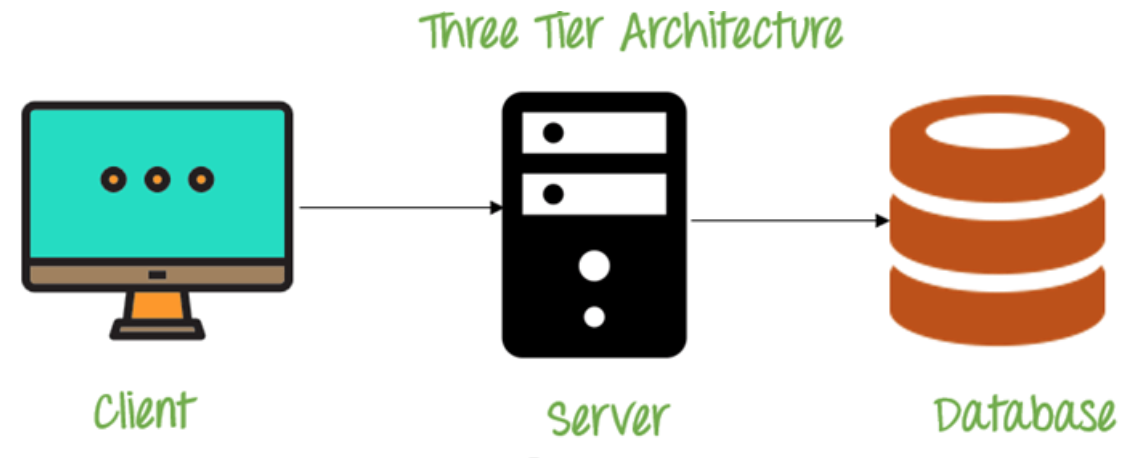 Three Tier Architecture
Client
Server
Database